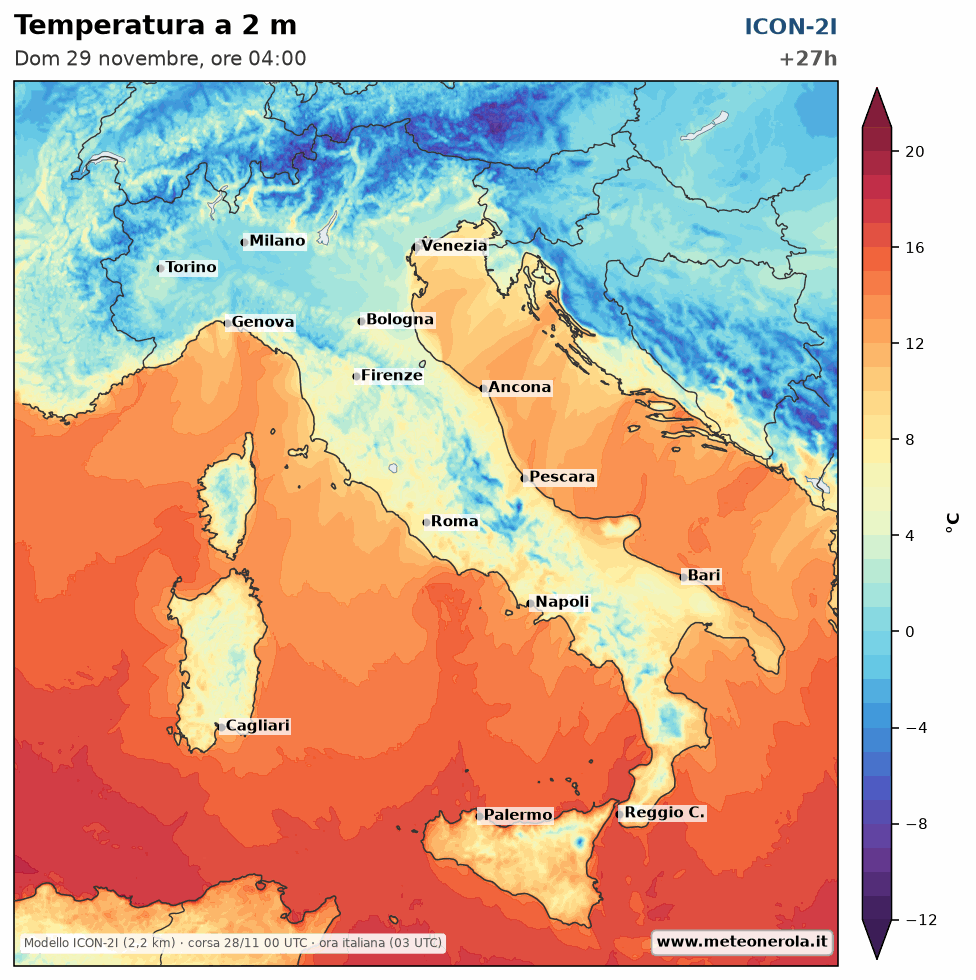 Temperatura a 2 m
ICON-2I
Dom 29 novembre, ore 04:00
+27h
20
16
12
8
4
0
−4
−8
−12
°C
Milano
Venezia
Torino
Genova
Bologna
Firenze
Ancona
Pescara
Roma
Bari
Napoli
Cagliari
Palermo
Reggio C.
Modello ICON-2I (2,2 km) · corsa 28/11 00 UTC · ora italiana (03 UTC)
www.meteonerola.it